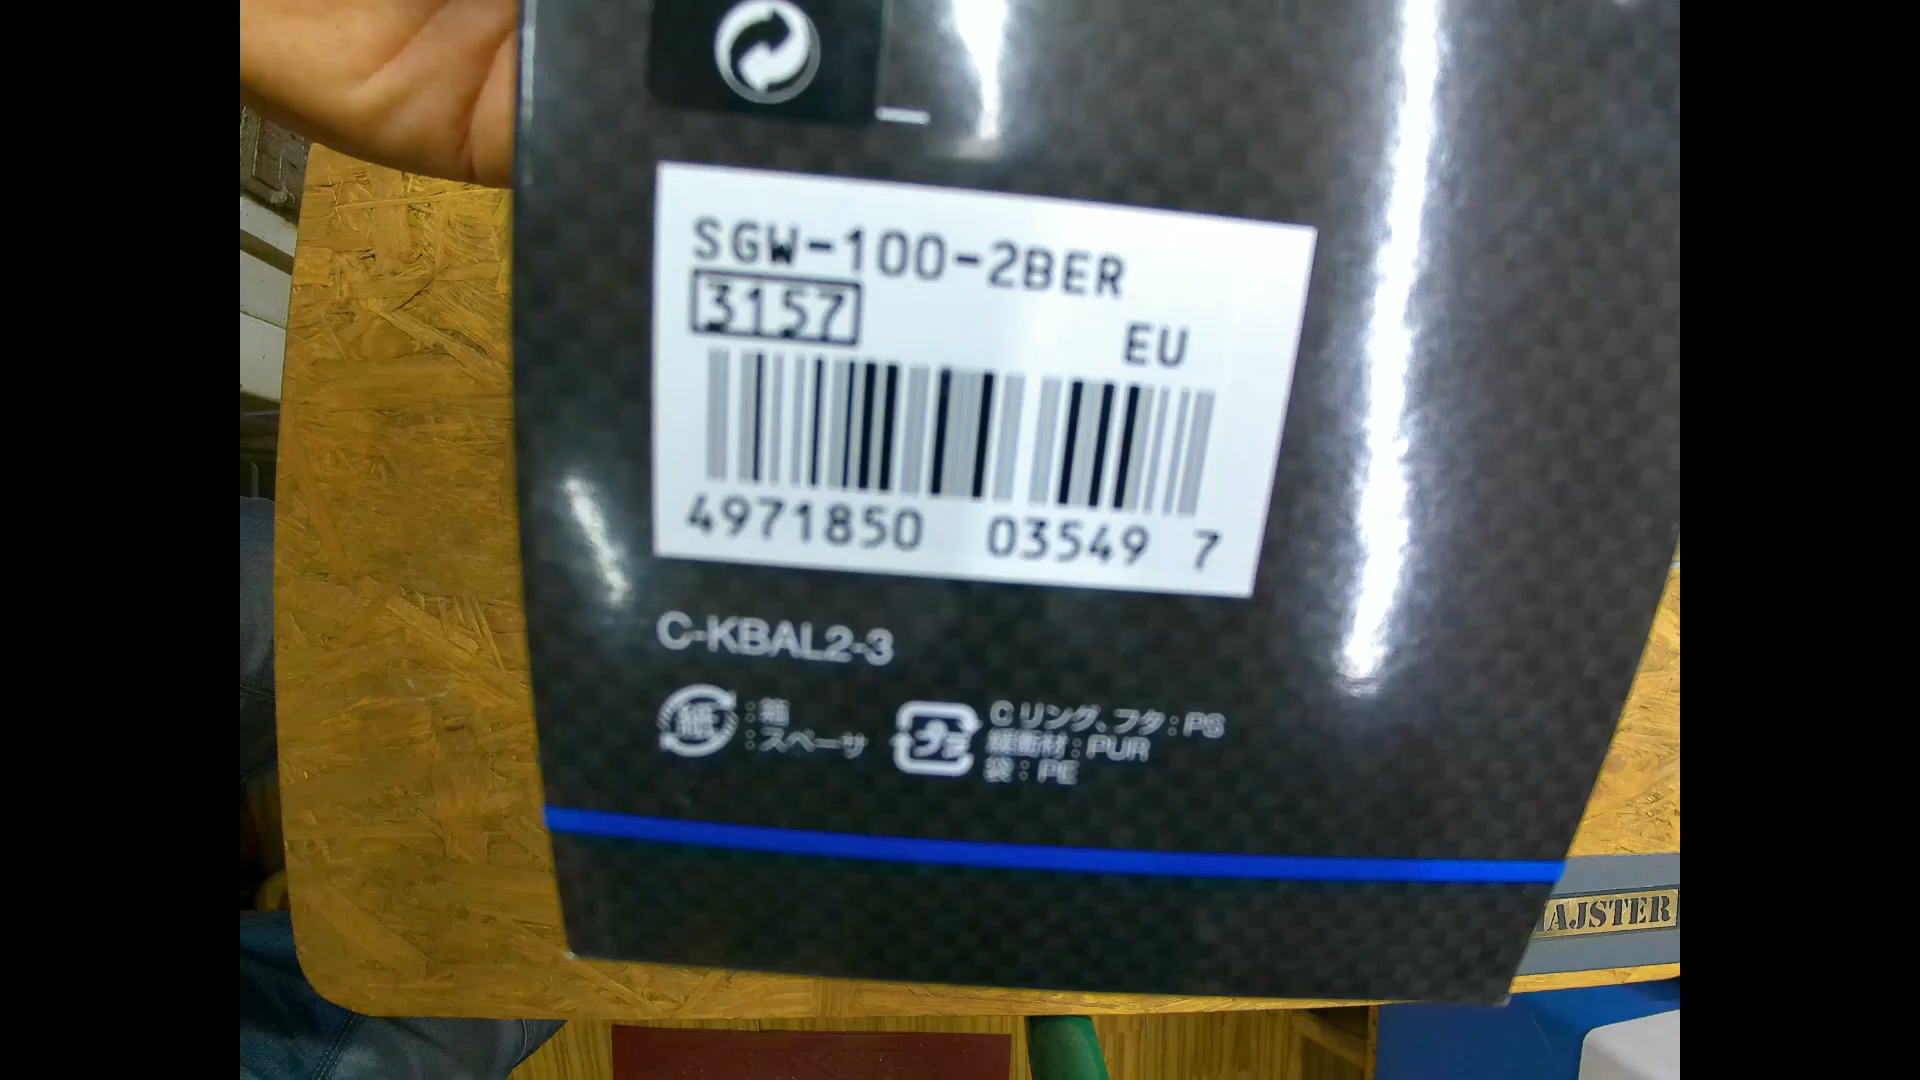 SGW-100-2BER
3157
EU
4971850 03549 7
C-KBAL2-3
紙 :箱
:スペーサ
プラ
Cリング、フタ:PS
緩衝材:PUR
袋:PE
MAJSTER